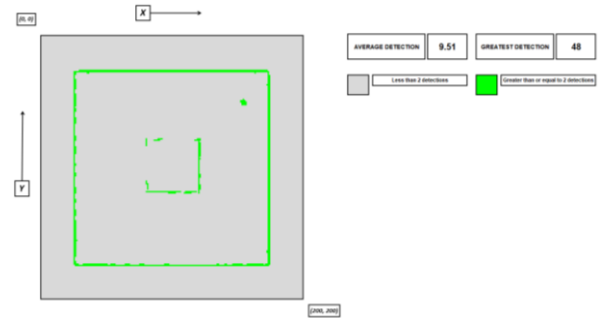 X
[0, 0]
AVERAGE DETECTION 9.51 GREATEST DETECTION 48
Less than 2 detections Greater than or equal to 2 detections
Y
[200, 200]